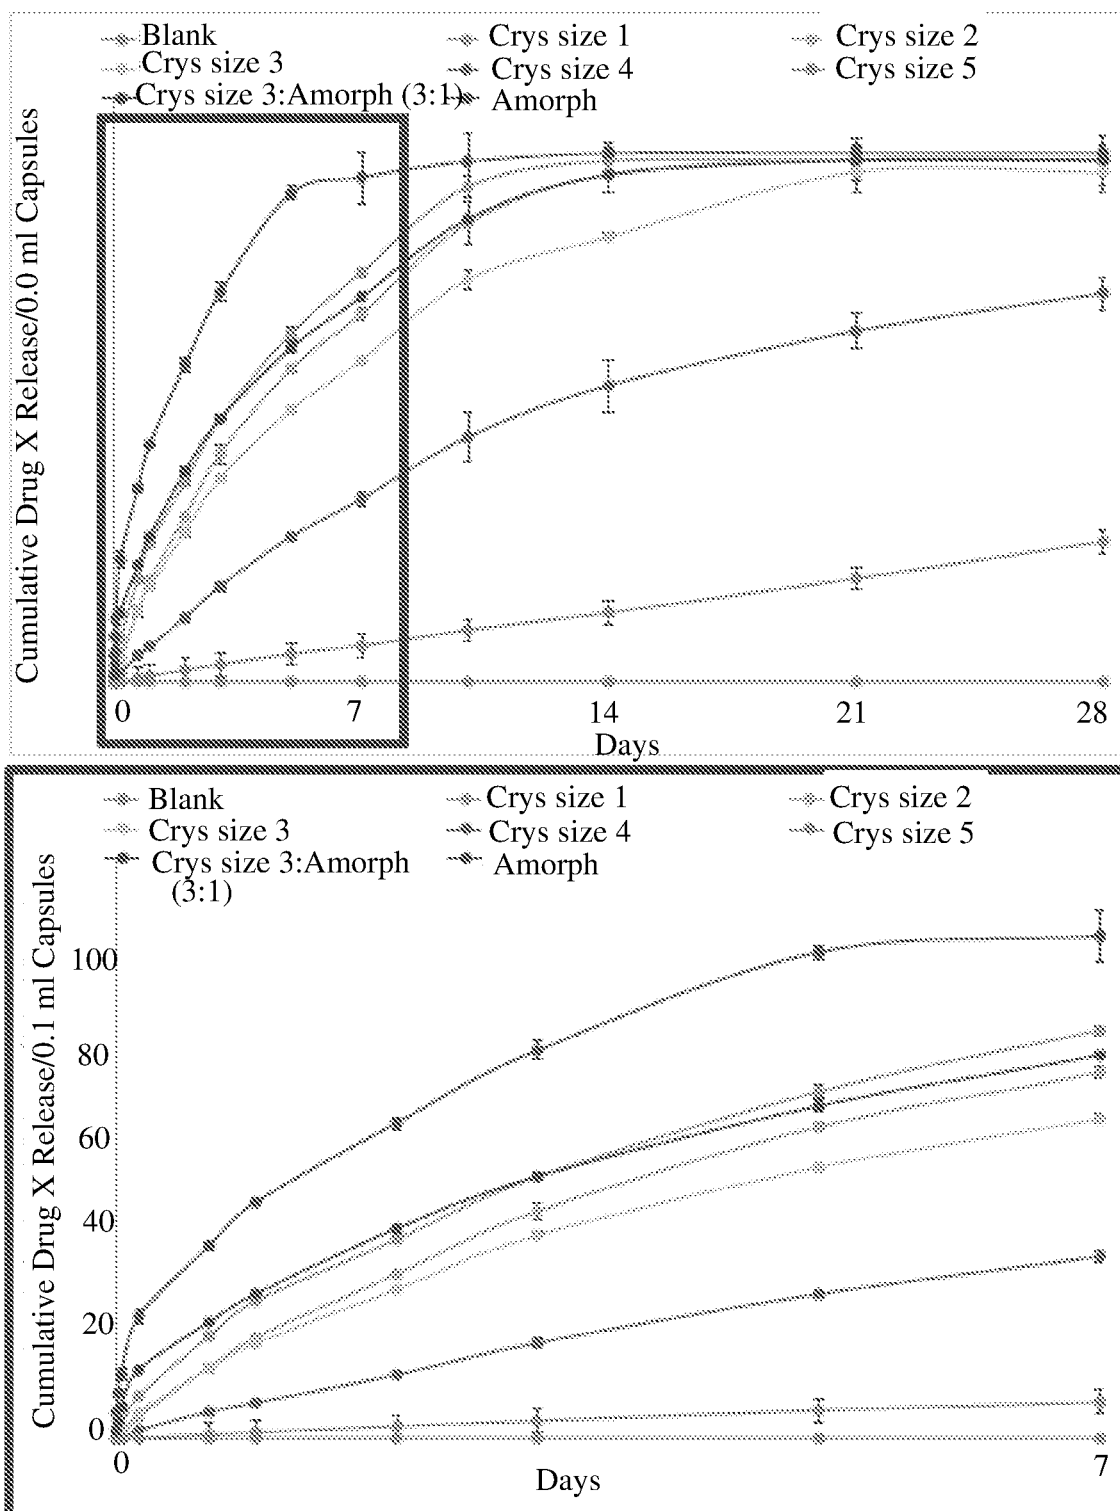 Blank Crys size 1 Crys size 2
Crys size 3 Crys size 4 Crys size 5
Crys size 3:Amorph (3:1) Amorph
Cumulative Drug X Release/0.0 ml Capsules
0 7 14 21 28
Days
Blank Crys size 1 Crys size 2
Crys size 3 Crys size 4 Crys size 5
Crys size 3:Amorph Amorph
(3:1)
Cumulative Drug X Release/0.1 ml Capsules
100
80
60
40
20
0
0 7
Days